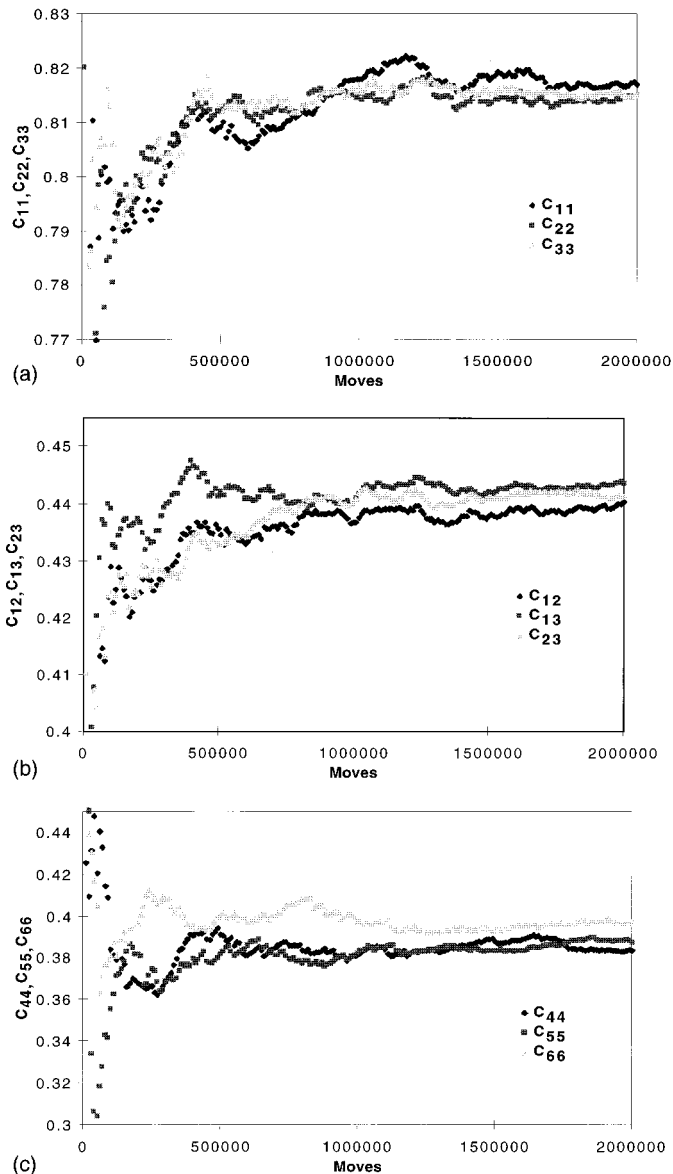 0.83
0.82
0.81
0.8
0.79
0.78
0.77
C11, C22, C33
C11
C22
C33
0 500000 1000000 1500000 2000000
Moves
(a)
0.45
0.44
0.43
0.42
0.41
0.4
C12, C13, C23
C12
C13
C23
0 500000 1000000 1500000 2000000
Moves
(b)
0.44
0.42
0.4
0.38
0.36
0.34
0.32
0.3
C44, C55, C66
C44
C55
C66
0 500000 1000000 1500000 2000000
Moves
(c)